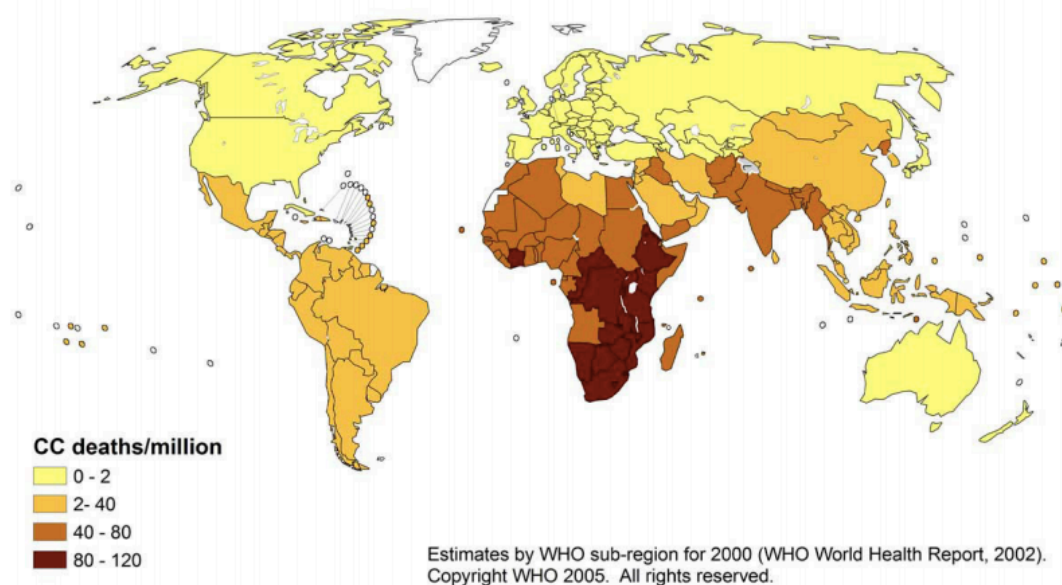 CC deaths/million
0 - 2
2- 40
40 - 80
80 - 120
Estimates by WHO sub-region for 2000 (WHO World Health Report, 2002).
Copyright WHO 2005. All rights reserved.